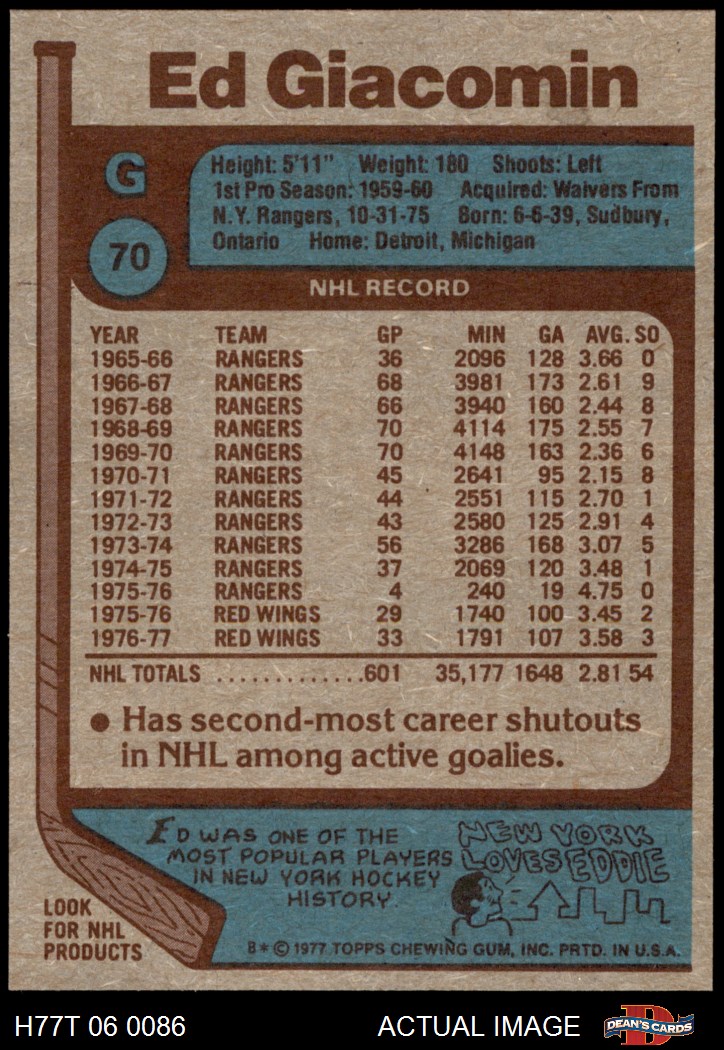 Ed Giacomin
G
70
Height: 5'11" Weight: 180 Shoots: Left
1st Pro Season: 1959-60 Acquired: Waivers From
N.Y. Rangers, 10-31-75 Born: 6-6-39, Sudbury,
Ontario Home: Detroit, Michigan
NHL RECORD
YEAR TEAM GP MIN GA AVG. SO
1965-66 RANGERS 36 2096 128 3.66 0
1966-67 RANGERS 68 3981 173 2.61 9
1967-68 RANGERS 66 3940 160 2.44 8
1968-69 RANGERS 70 4114 175 2.55 7
1969-70 RANGERS 70 4148 163 2.36 6
1970-71 RANGERS 45 2641 95 2.15 8
1971-72 RANGERS 44 2551 115 2.70 1
1972-73 RANGERS 43 2580 125 2.91 4
1973-74 RANGERS 56 3286 168 3.07 5
1974-75 RANGERS 37 2069 120 3.48 1
1975-76 RANGERS 4 240 19 4.75 0
1975-76 RED WINGS 29 1740 100 3.45 2
1976-77 RED WINGS 33 1791 107 3.58 3
NHL TOTALS .............601 35,177 1648 2.81 54
● Has second-most career shutouts
in NHL among active goalies.
ED WAS ONE OF THE
MOST POPULAR PLAYERS
IN NEW YORK HOCKEY
HISTORY.
NEW YORK
LOVES EDDIE
LOOK
FOR NHL
PRODUCTS
B* © 1977 TOPPS CHEWING GUM, INC. PRTD. IN U.S.A.
H77T 06 0086 ACTUAL IMAGE
D
DEAN'S CARDS